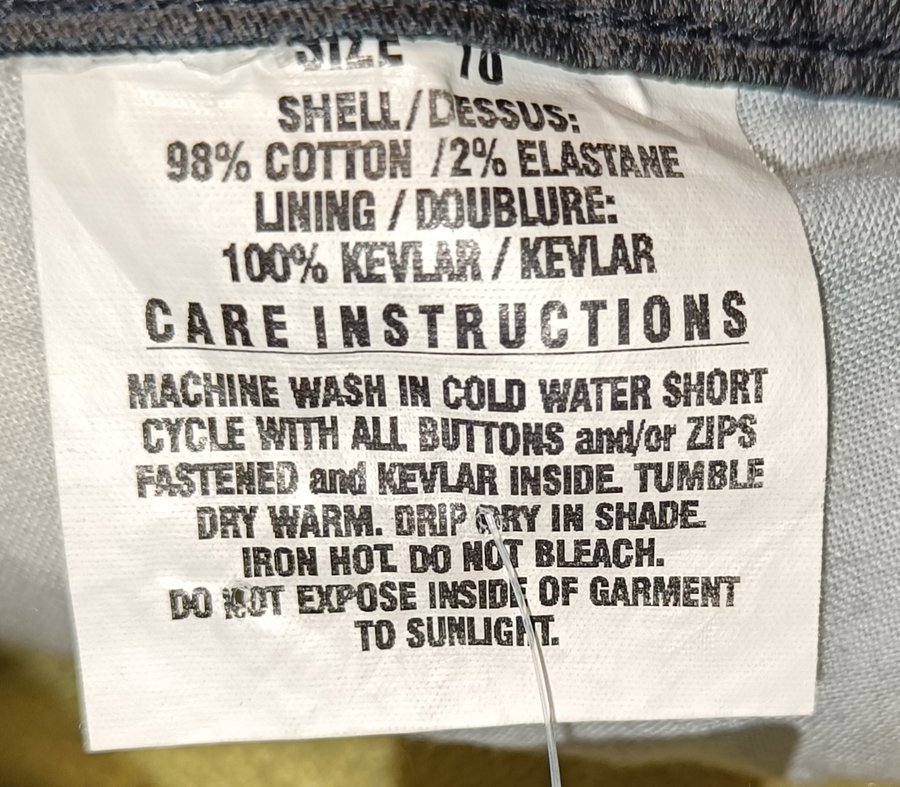 SIZE 10
SHELL/DESSUS:
98% COTTON /2% ELASTANE
LINING / DOUBLURE:
100% KEVLAR / KEVLAR
CARE INSTRUCTIONS
MACHINE WASH IN COLD WATER SHORT
CYCLE WITH ALL BUTTONS and/or ZIPS
FASTENED and KEVLAR INSIDE. TUMBLE
DRY WARM. DRIP DRY IN SHADE.
IRON HOT. DO NOT BLEACH.
DO NOT EXPOSE INSIDE OF GARMENT
TO SUNLIGHT.